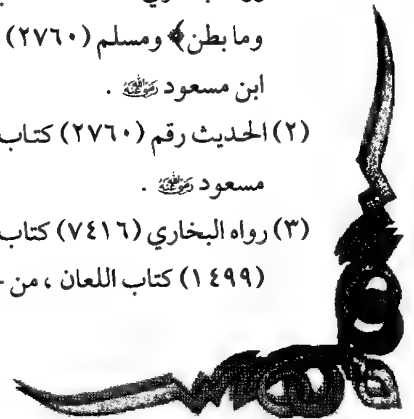 وما بطن﴾ ومسلم (٢٧٦٠)
ابن مسعود رضي الله عنه .
(٢) الحديث رقم (٢٧٦٠) كتاب
مسعود رضي الله عنه .
(٣) رواه البخاري (٧٤١٦) كتاب
(١٤٩٩) كتاب اللعان ، من